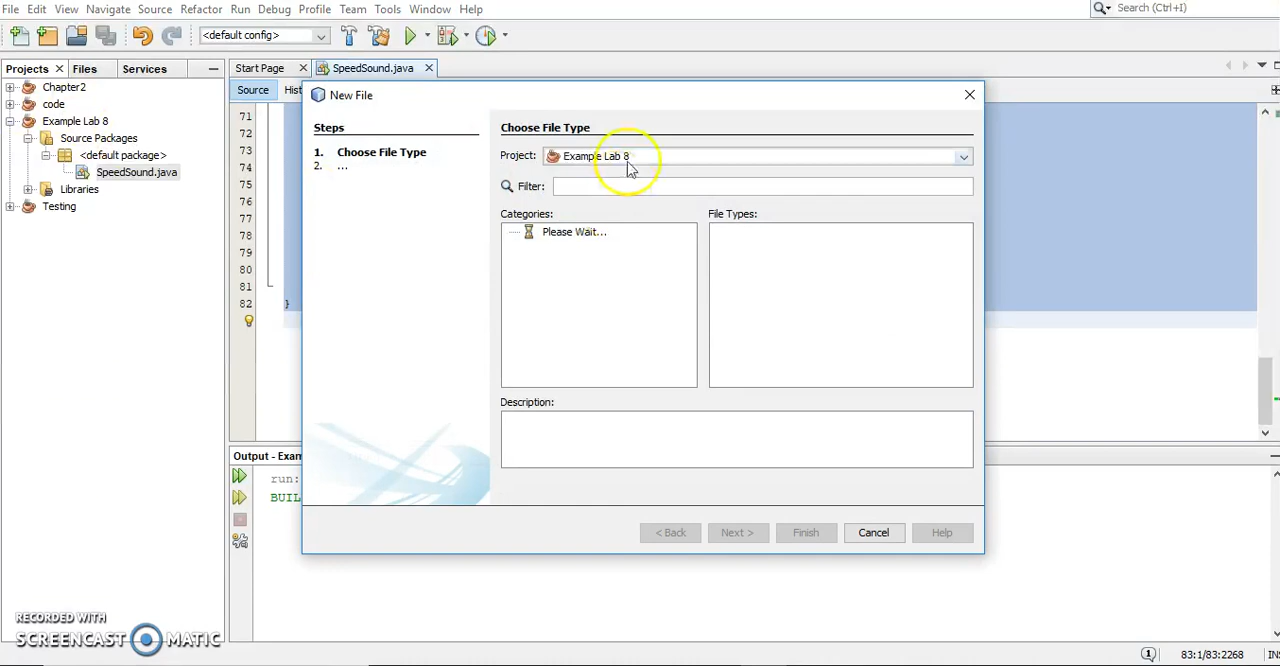 File Edit View Navigate Source Refactor Run Debug Profile Team Tools Window Help
Search (Ctrl+I)
<default config>
Projects Files Services
Start Page SpeedSound.java
Chapter2
code
Example Lab 8
Source Packages
<default package>
SpeedSound.java
Libraries
Testing
Source Hist
71
72
73
74
75
76
77
78
79
80
81
82 }
New File
Steps
1. Choose File Type
2. ...
Choose File Type
Project: Example Lab 8
Filter:
Categories: File Types:
Please Wait...
Description:
< Back Next > Finish Cancel Help
Output - Exam
run:
BUIL
RECORDED WITH
SCREENCAST MATIC
1 83:1/83:2268 INS